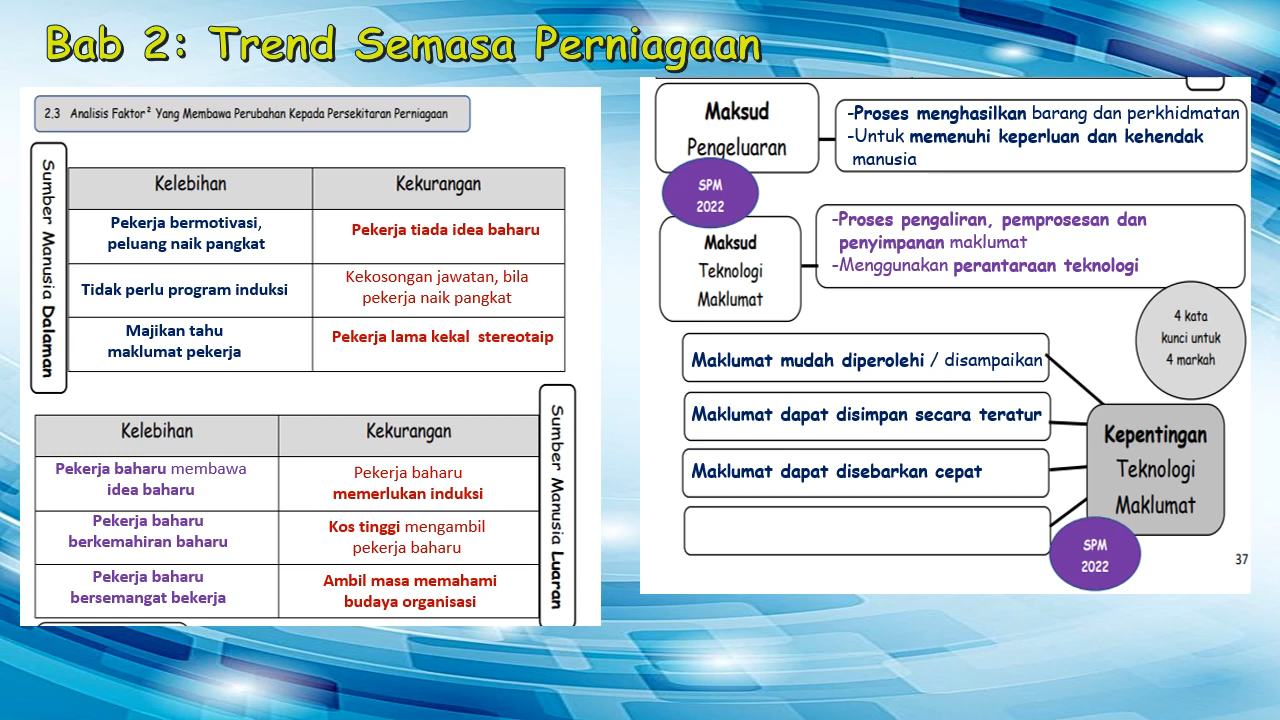 Bab 2: Trend Semasa Perniagaan
2.3 Analisis Faktor² Yang Membawa Perubahan Kepada Persekitaran Perniagaan
Sumber Manusia Dalaman
Kelebihan
Kekurangan
Pekerja bermotivasi,
peluang naik pangkat
Pekerja tiada idea baharu
Tidak perlu program induksi
Kekosongan jawatan, bila
pekerja naik pangkat
Majikan tahu
maklumat pekerja
Pekerja lama kekal stereotaip
Sumber Manusia Luaran
Kelebihan
Kekurangan
Pekerja baharu membawa
idea baharu
Pekerja baharu
memerlukan induksi
Pekerja baharu
berkemahiran baharu
Kos tinggi mengambil
pekerja baharu
Pekerja baharu
bersemangat bekerja
Ambil masa memahami
budaya organisasi
Maksud
Pengeluaran
-Proses menghasilkan barang dan perkhidmatan
-Untuk memenuhi keperluan dan kehendak
manusia
SPM
2022
Maksud
Teknologi
Maklumat
-Proses pengaliran, pemprosesan dan
penyimpanan maklumat
-Menggunakan perantaraan teknologi
4 kata
kunci untuk
4 markah
Maklumat mudah diperolehi / disampaikan
Maklumat dapat disimpan secara teratur
Maklumat dapat disebarkan cepat
Kepentingan
Teknologi
Maklumat
SPM
2022
37